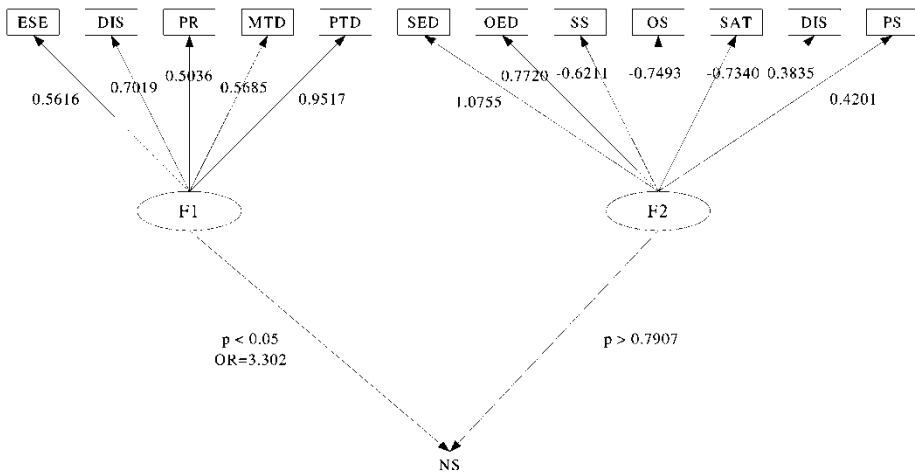 ESE DIS PR MTD PTD SED OED SS OS SAT DIS PS
0.5616 0.7019 0.5036 0.5685 0.9517 1.0755 0.7720 -0.6211 -0.7493 -0.7340 0.3835 0.4201
F1 F2
p < 0.05 p > 0.7907
OR=3.302
NS